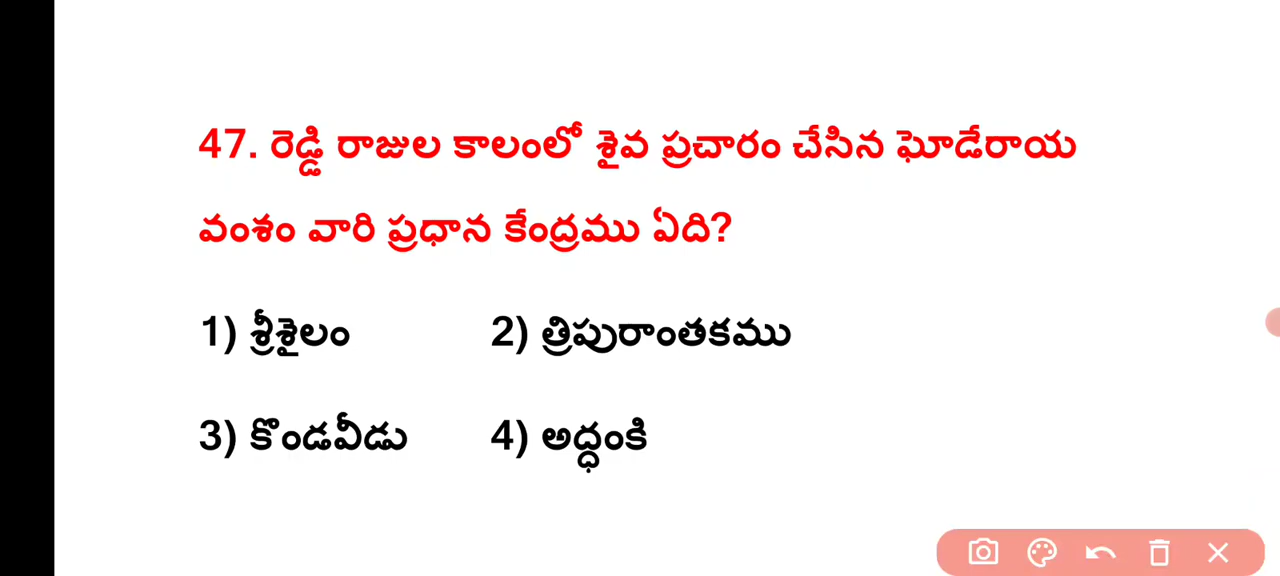 47. రెడ్డి రాజుల కాలంలో శైవ ప్రచారం చేసిన ఘోడేరాయ
వంశం వారి ప్రధాన కేంద్రము ఏది?
1) శ్రీశైలం 2) త్రిపురాంతకము
3) కొండవీడు 4) అద్ధంకి